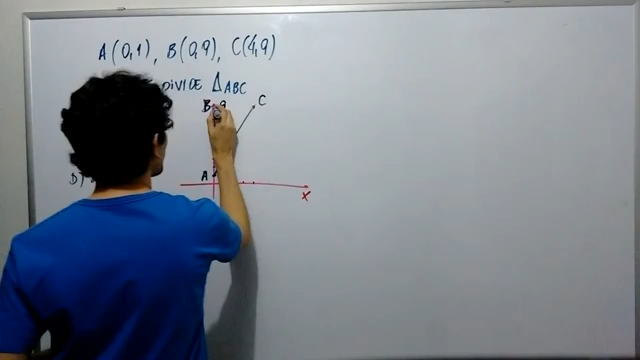 A(0,1), B(0,9), C(4,9)
DIVIDE ΔABC
B 9 C
D)
A
X